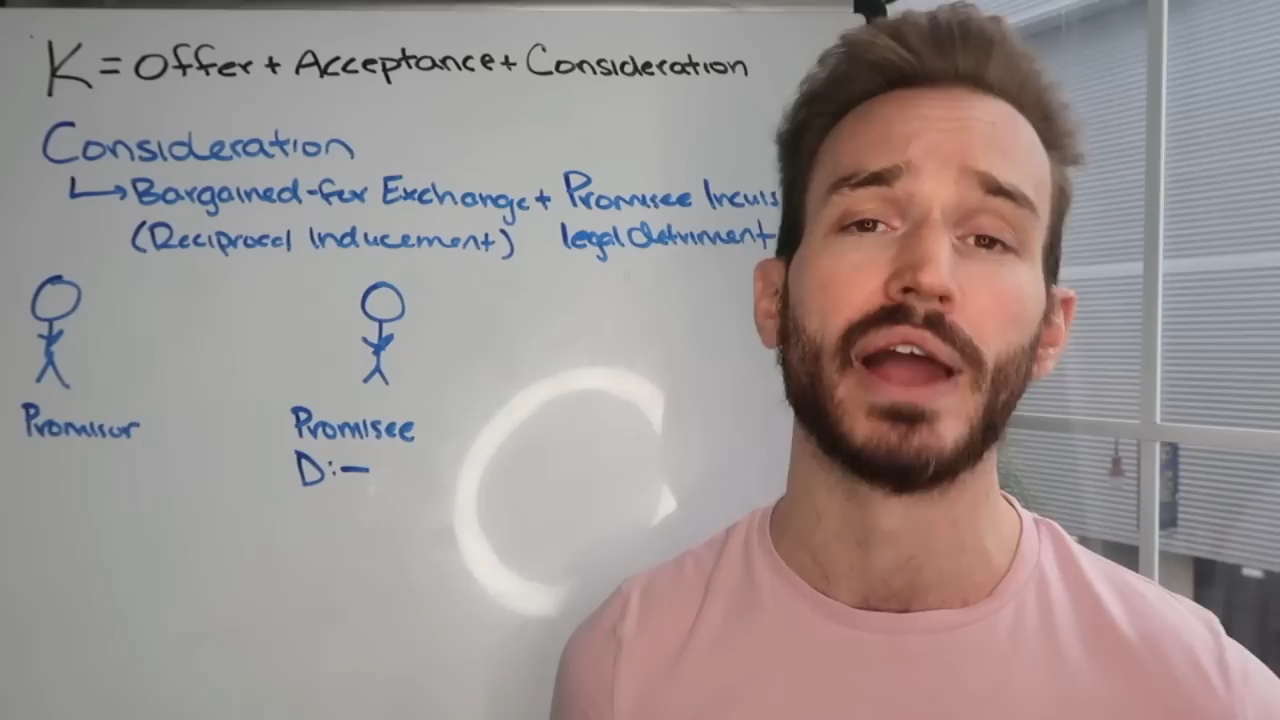 K = Offer + Acceptance + Consideration
Consideration
↳ Bargained-for Exchange + Promisee Incurs
(Reciprocal Inducement) legal detriment
Promisor
Promisee
D: —